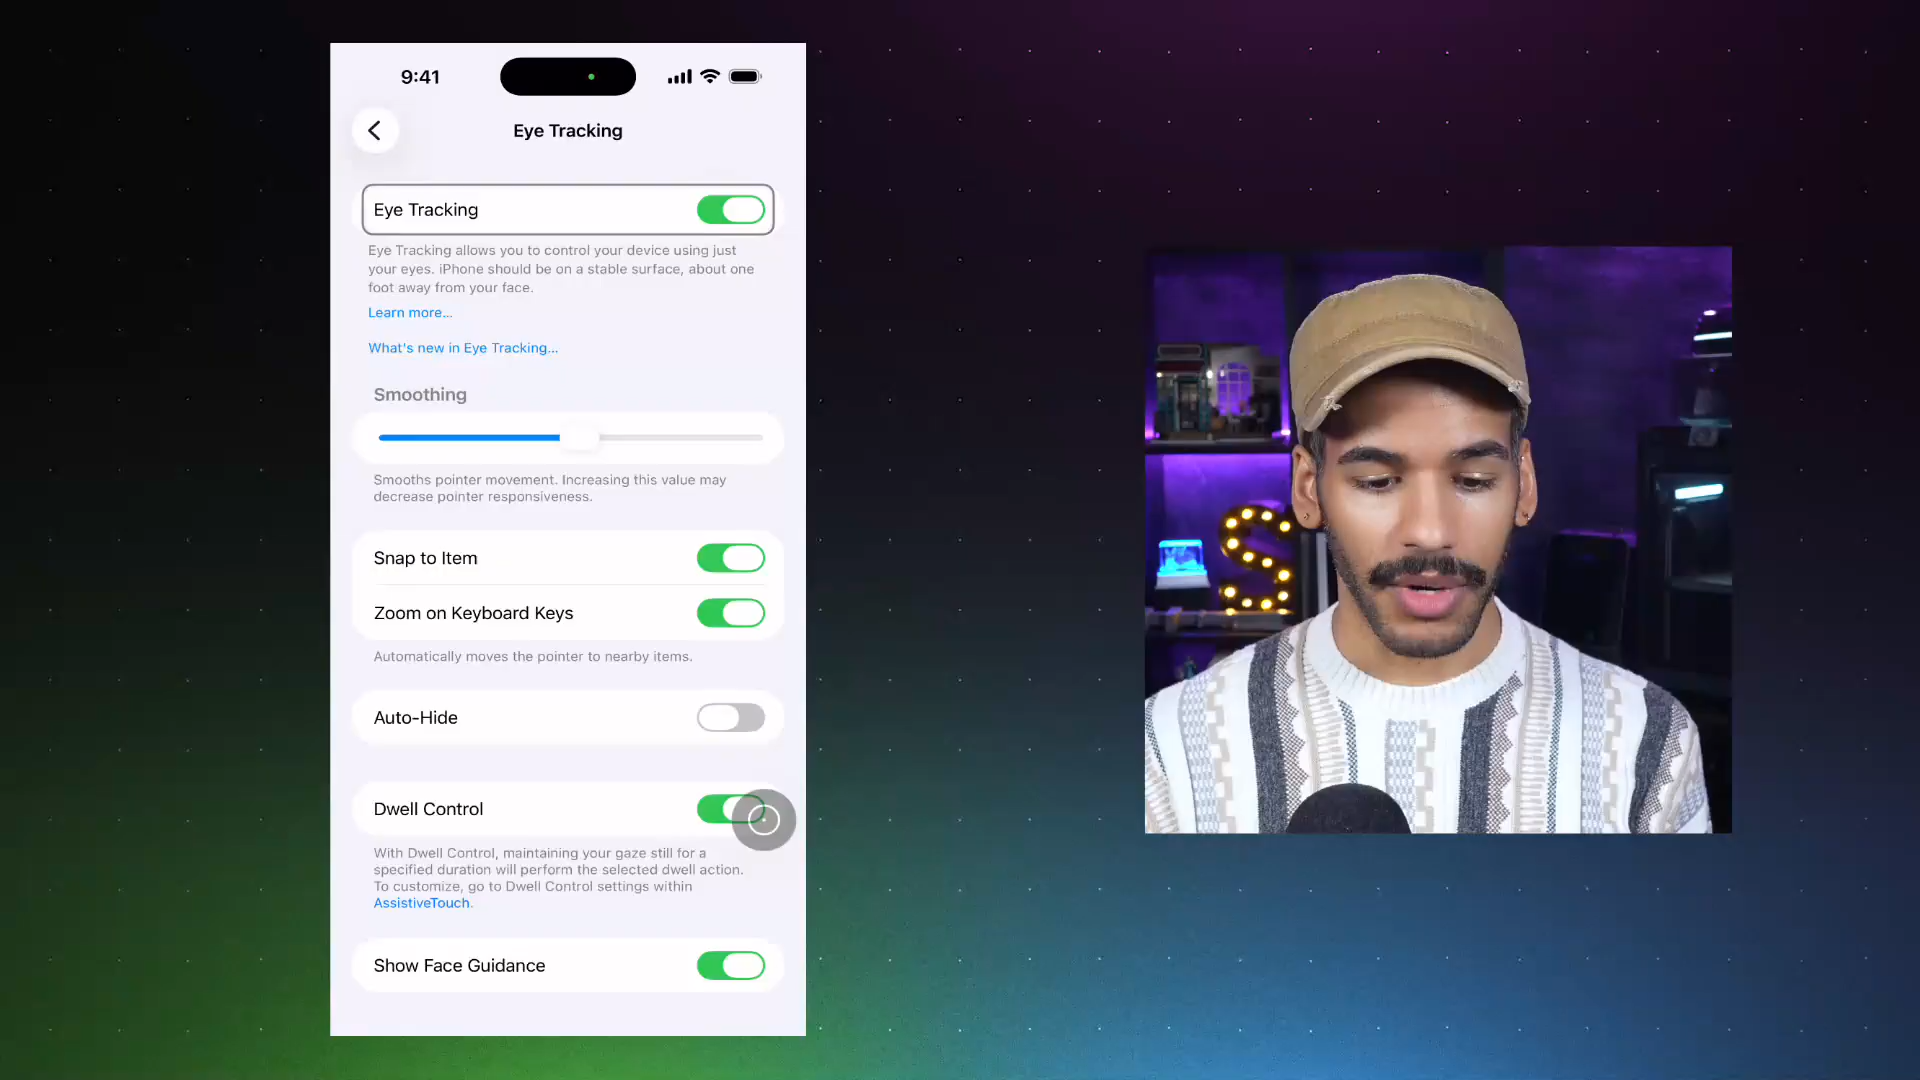 9:41
Eye Tracking
Eye Tracking
Eye Tracking allows you to control your device using just
your eyes. iPhone should be on a stable surface, about one
foot away from your face.
Learn more...
What's new in Eye Tracking...
Smoothing
Smooths pointer movement. Increasing this value may
decrease pointer responsiveness.
Snap to Item
Zoom on Keyboard Keys
Automatically moves the pointer to nearby items.
Auto-Hide
Dwell Control
With Dwell Control, maintaining your gaze still for a
specified duration will perform the selected dwell action.
To customize, go to Dwell Control settings within
AssistiveTouch.
Show Face Guidance
S